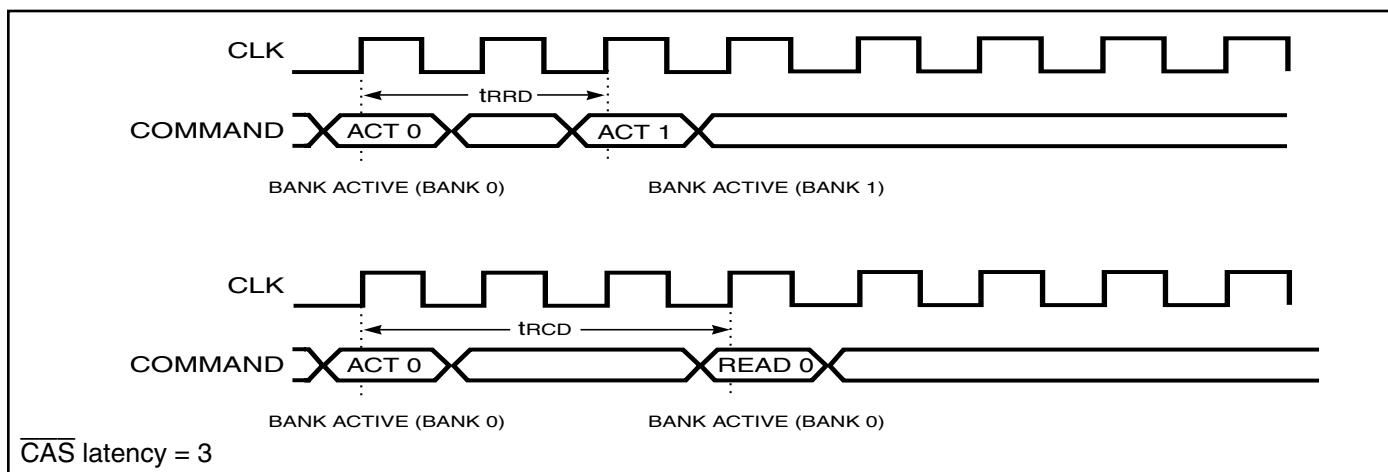 CLK
tRRD
COMMAND ACT 0 ACT 1
BANK ACTIVE (BANK 0) BANK ACTIVE (BANK 1)
CLK
tRCD
COMMAND ACT 0 READ 0
BANK ACTIVE (BANK 0) BANK ACTIVE (BANK 0)
C̅A̅S̅ latency = 3